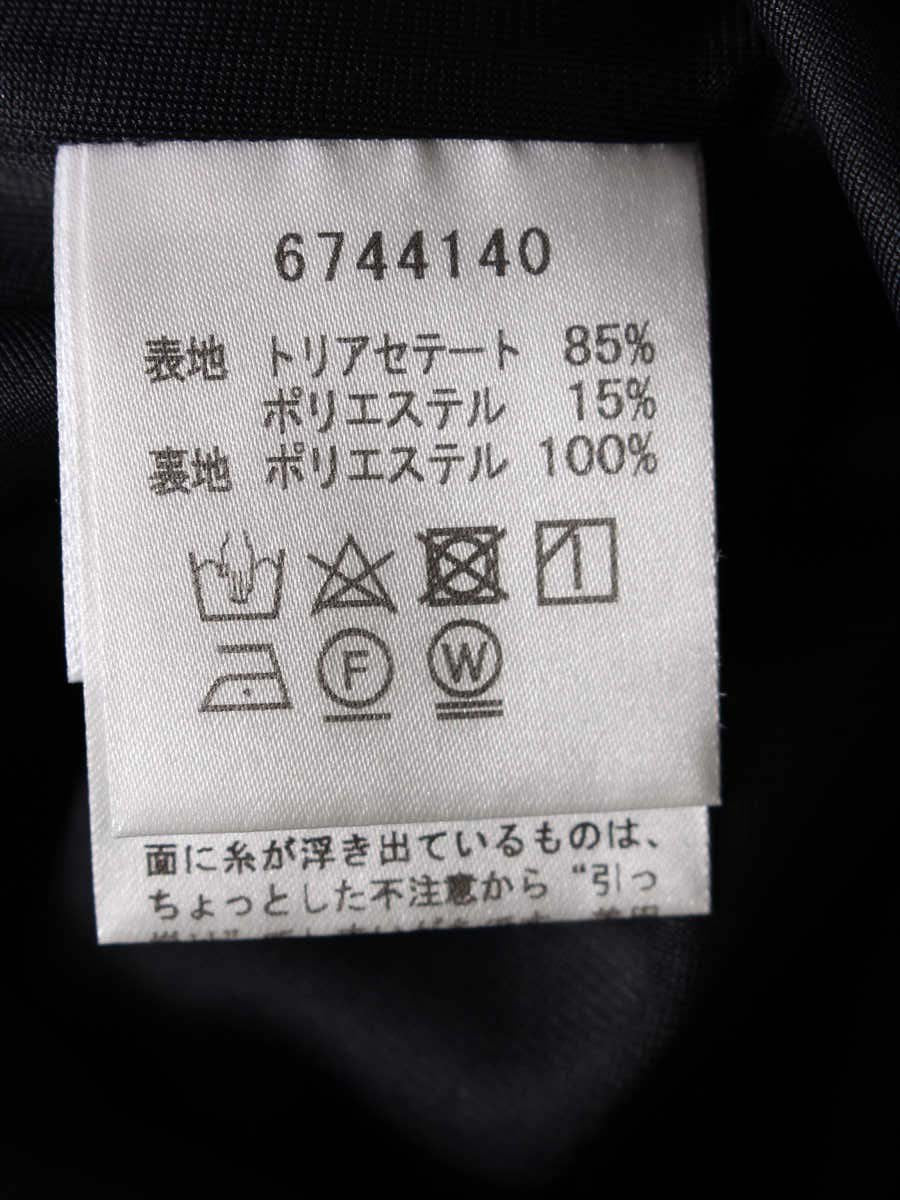 6744140
表地 トリアセテート 85%
ポリエステル 15%
裏地 ポリエステル 100%
F W
面に糸が浮き出ているものは、
ちょっとした不注意から“引っ